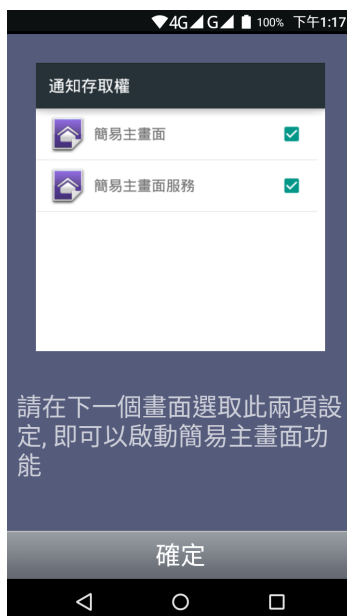 4G G 100% 下午1:17
通知存取權
簡易主畫面
簡易主畫面服務
請在下一個畫面選取此兩項設
定, 即可以啟動簡易主畫面功
能
確定